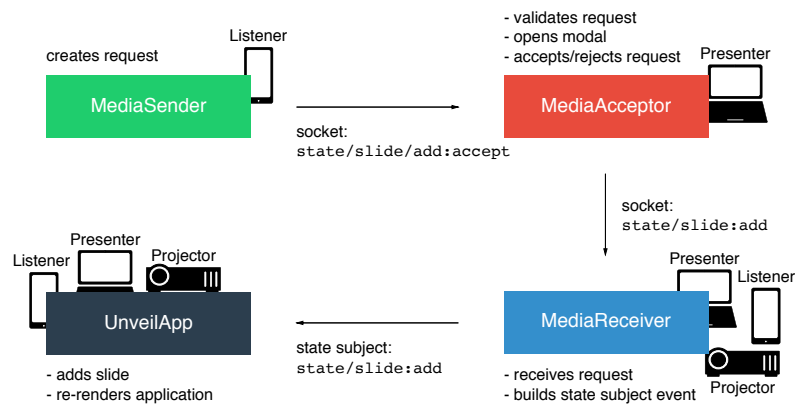 Listener
creates request
MediaSender
socket:
state/slide/add:accept
- validates request
- opens modal
- accepts/rejects request
Presenter
MediaAcceptor
socket:
state/slide:add
Presenter
Listener
MediaReceiver
- receives request
- builds state subject event
Projector
state subject:
state/slide:add
Listener
Presenter
Projector
UnveilApp
- adds slide
- re-renders application